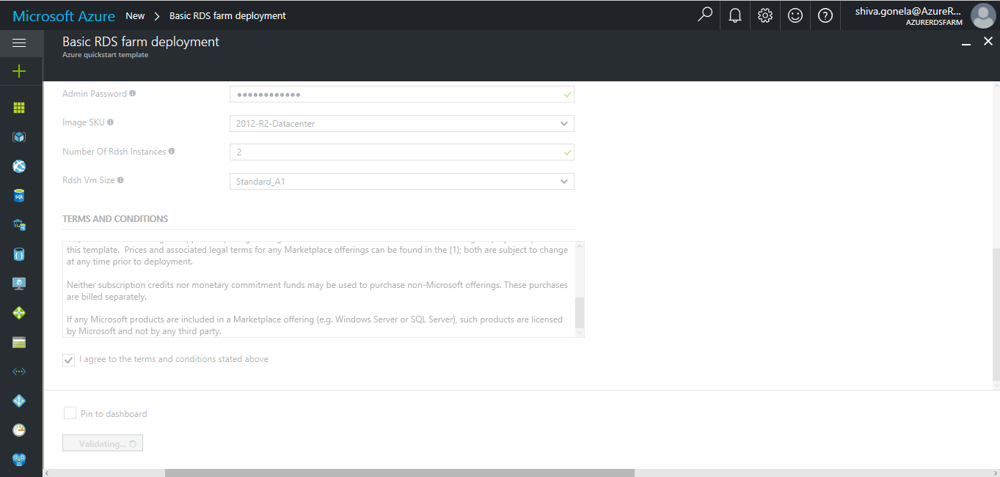 Microsoft Azure New > Basic RDS farm deployment
shiva.gonela@AzureR...
AZURERDSFARM
Basic RDS farm deployment
Azure quickstart template
Admin Password
••••••••••••
Image SKU
2012-R2-Datacenter
Number Of Rdsh Instances
2
Rdsh Vm Size
Standard_A1
TERMS AND CONDITIONS
this template. Prices and associated legal terms for any Marketplace offerings can be found in the {1}; both are subject to change
at any time prior to deployment.
Neither subscription credits nor monetary commitment funds may be used to purchase non-Microsoft offerings. These purchases
are billed separately.
If any Microsoft products are included in a Marketplace offering (e.g. Windows Server or SQL Server), such products are licensed
by Microsoft and not by any third party.
I agree to the terms and conditions stated above
Pin to dashboard
Validating...
SQL